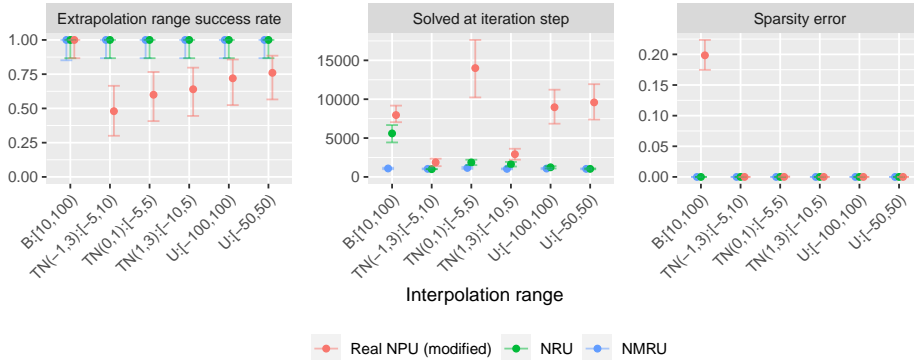 Extrapolation range success rate
Solved at iteration step
Sparsity error
1.00
0.75
0.50
0.25
0.00
15000
10000
5000
0
0.20
0.15
0.10
0.05
0.00
B:[10,100)
TN(−1,3):[−5,10)
TN(0,1):[−5,5)
TN(1,3):[−10,5)
U:[−100,100)
U:[−50,50)
B:[10,100)
TN(−1,3):[−5,10)
TN(0,1):[−5,5)
TN(1,3):[−10,5)
U:[−100,100)
U:[−50,50)
B:[10,100)
TN(−1,3):[−5,10)
TN(0,1):[−5,5)
TN(1,3):[−10,5)
U:[−100,100)
U:[−50,50)
Interpolation range
Real NPU (modified) NRU NMRU